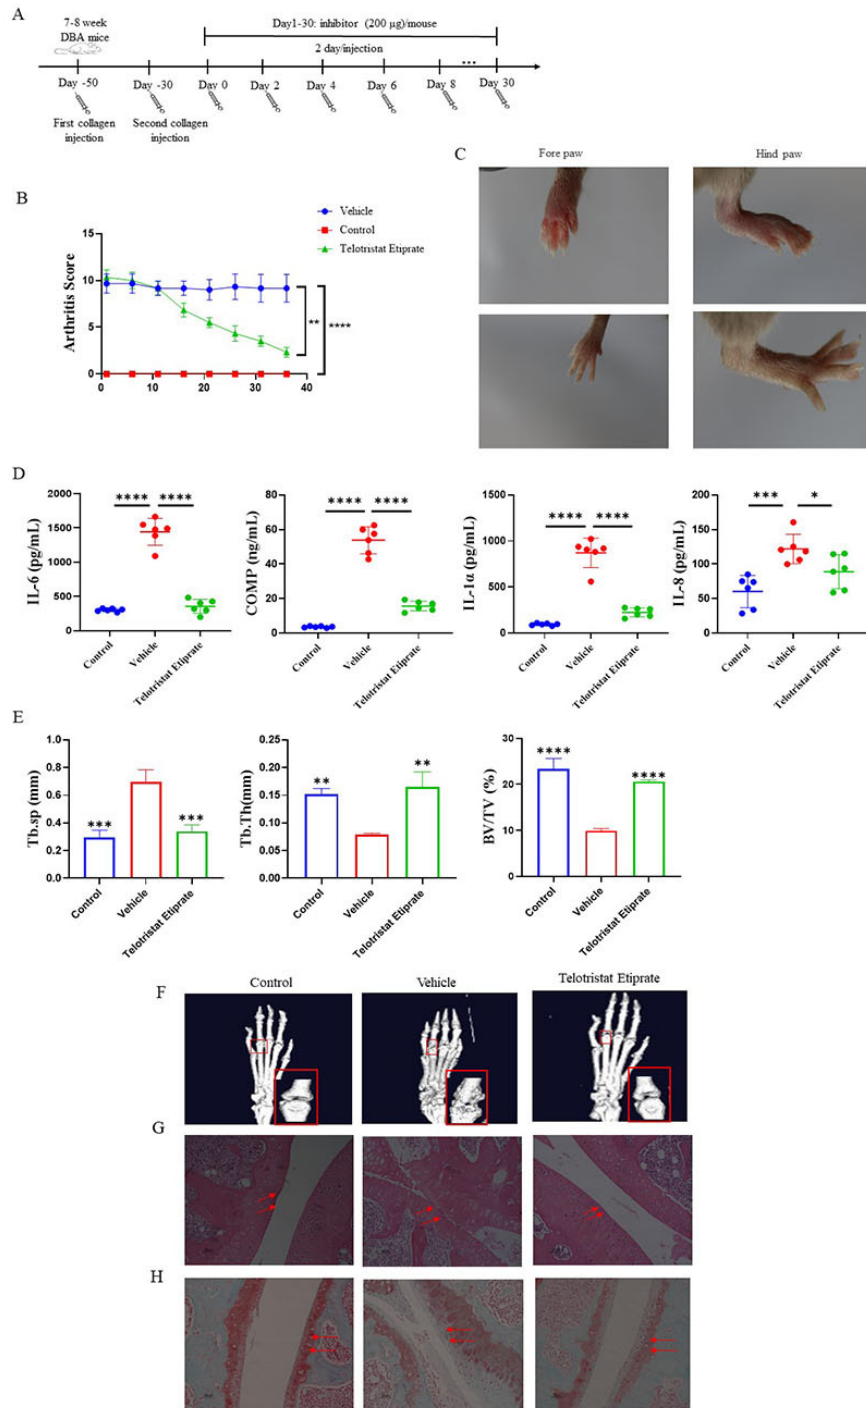 A
7-8 week
DBA mice
Day1-30: inhibitor (200 μg)/mouse
2 day/injection
...
Day -50
Day -30
Day 0
Day 2
Day 4
Day 6
Day 8
Day 30
First collagen
injection
Second collagen
injection
B
Vehicle
Control
Telotristat Etiprate
Arthritis Score
15
10
5
0
0
10
20
30
40
**
****
C
Fore paw
Hind paw
D
IL-6 (pg/mL)
2000
1500
1000
500
0
****
****
Control
Vehicle
Telotristat Etiprate
COMP (ng/mL)
80
60
40
20
0
****
****
Control
Vehicle
Telotristat Etiprate
IL-1α (pg/mL)
1500
1000
500
0
****
****
Control
Vehicle
Telotristat Etiprate
IL-8 (pg/mL)
200
150
100
50
0
***
*
Control
Vehicle
Telotristat Etiprate
E
Tb.sp (mm)
1.0
0.8
0.6
0.4
0.2
0.0
***
***
Control
Vehicle
Telotristat Etiprate
Tb.Th(mm)
0.25
0.20
0.15
0.10
0.05
0.00
**
**
Control
Vehicle
Telotristat Etiprate
BV/TV (%)
30
20
10
0
****
****
Control
Vehicle
Telotristat Etiprate
F
Control
Vehicle
Telotristat Etiprate
G
H